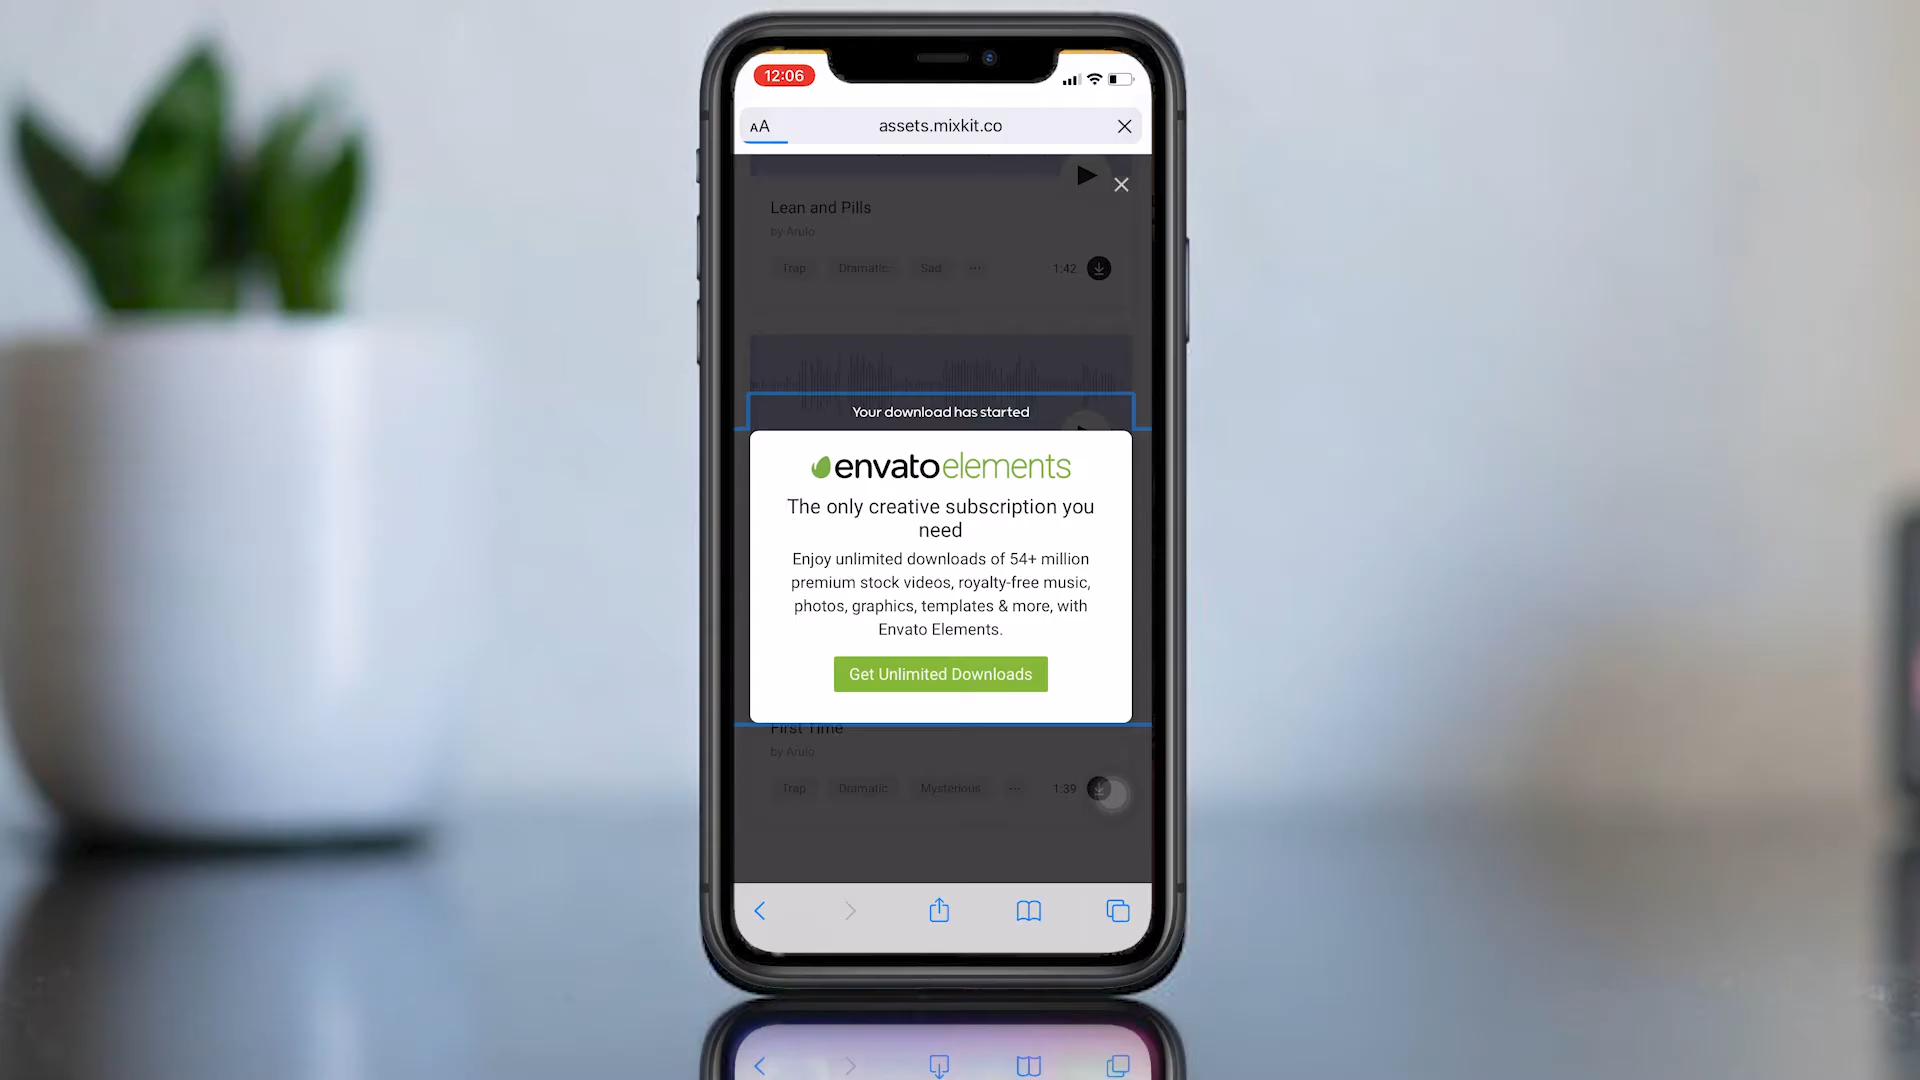 12:06
AA assets.mixkit.co
Lean and Pills
by Arulo
Trap Dramatic Sad ... 1:42
Your download has started
envatoelements
The only creative subscription you
need
Enjoy unlimited downloads of 54+ million
premium stock videos, royalty-free music,
photos, graphics, templates & more, with
Envato Elements.
Get Unlimited Downloads
First Time
by Arulo
Trap Dramatic Mysterious ... 1:39